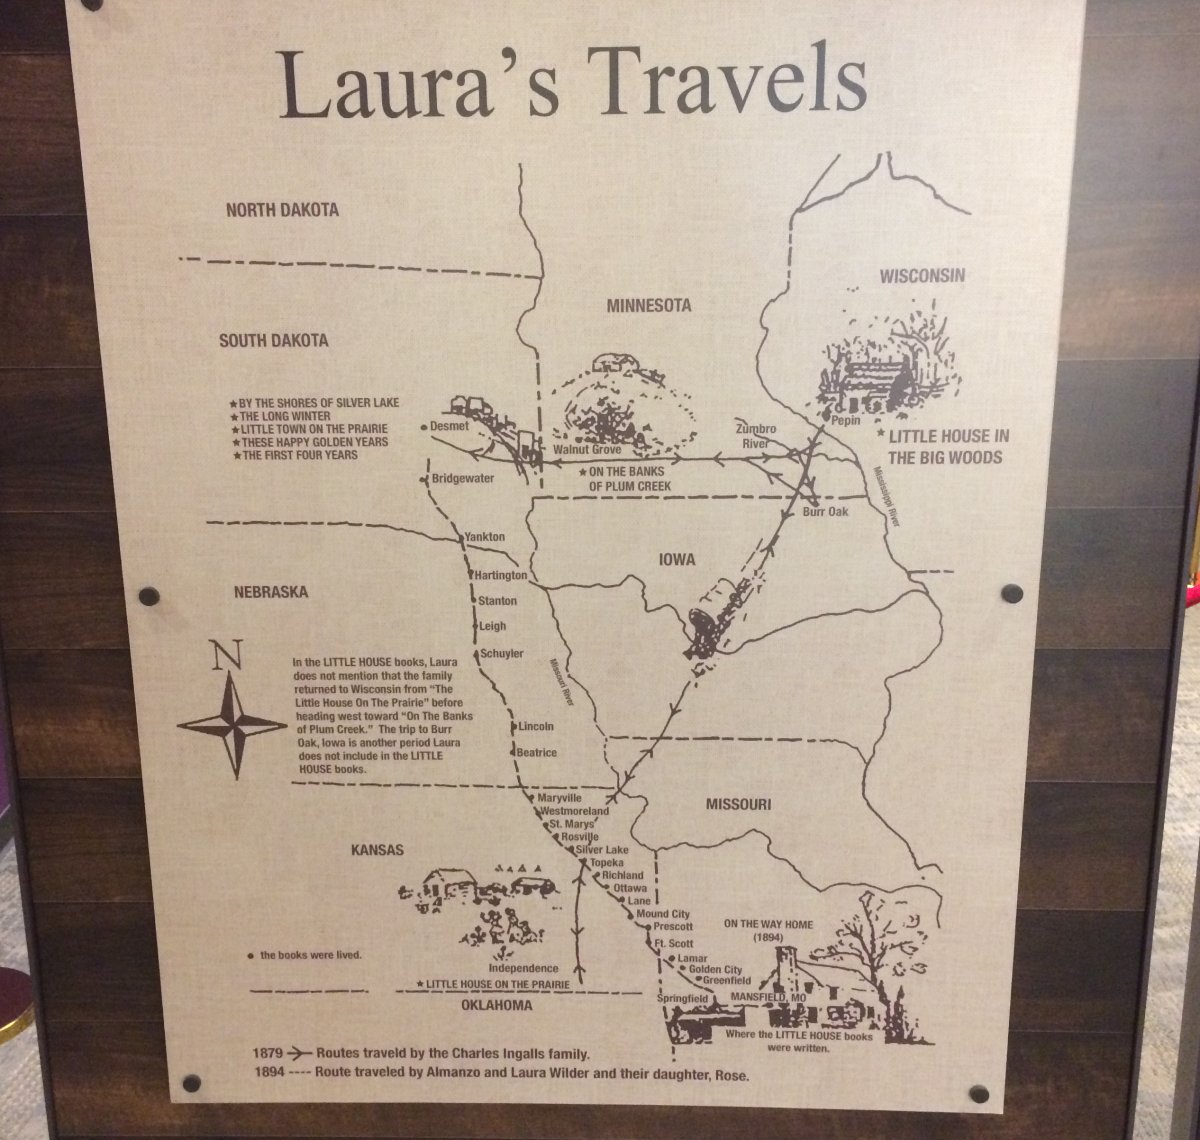 Laura's Travels
NORTH DAKOTA
WISCONSIN
MINNESOTA
SOUTH DAKOTA
★BY THE SHORES OF SILVER LAKE
★THE LONG WINTER
★LITTLE TOWN ON THE PRAIRIE
★THESE HAPPY GOLDEN YEARS
★THE FIRST FOUR YEARS
Desmet
Walnut Grove
Zumbro
River
Pepin
★LITTLE HOUSE IN
THE BIG WOODS
★ON THE BANKS
OF PLUM CREEK
Bridgewater
Mississippi River
Burr Oak
Yankton
IOWA
Hartington
NEBRASKA
Stanton
Leigh
Schuyler
Missouri River
N
In the LITTLE HOUSE books, Laura
does not mention that the family
returned to Wisconsin from "The
Little House On The Prairie" before
heading west toward "On The Banks
of Plum Creek." The trip to Burr
Oak, Iowa is another period Laura
does not include in the LITTLE
HOUSE books.
Lincoln
Beatrice
Maryville
Westmoreland
St. Marys
Rosville
Silver Lake
Topeka
Richland
Ottawa
Lane
Mound City
Prescott
Ft. Scott
Lamar
Golden City
Greenfield
Springfield
MISSOURI
KANSAS
ON THE WAY HOME
(1894)
• the books were lived.
Independence
★LITTLE HOUSE ON THE PRAIRIE
OKLAHOMA
MANSFIELD, MO
Where the LITTLE HOUSE books
were written.
1879 Routes traveld by the Charles Ingalls family.
1894 ---- Route traveled by Almanzo and Laura Wilder and their daughter, Rose.